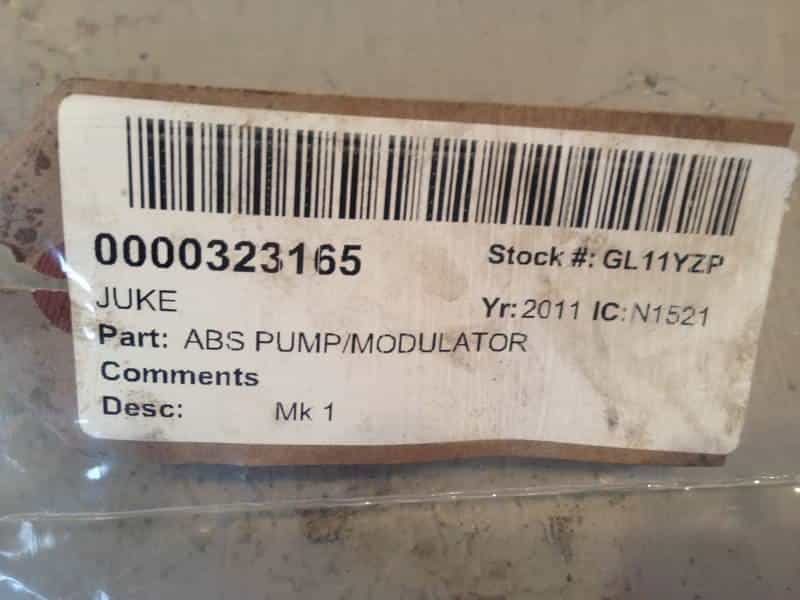 0000323165 Stock #: GL11YZP
JUKE Yr: 2011 IC: N1521
Part: ABS PUMP/MODULATOR
Comments
Desc: Mk 1